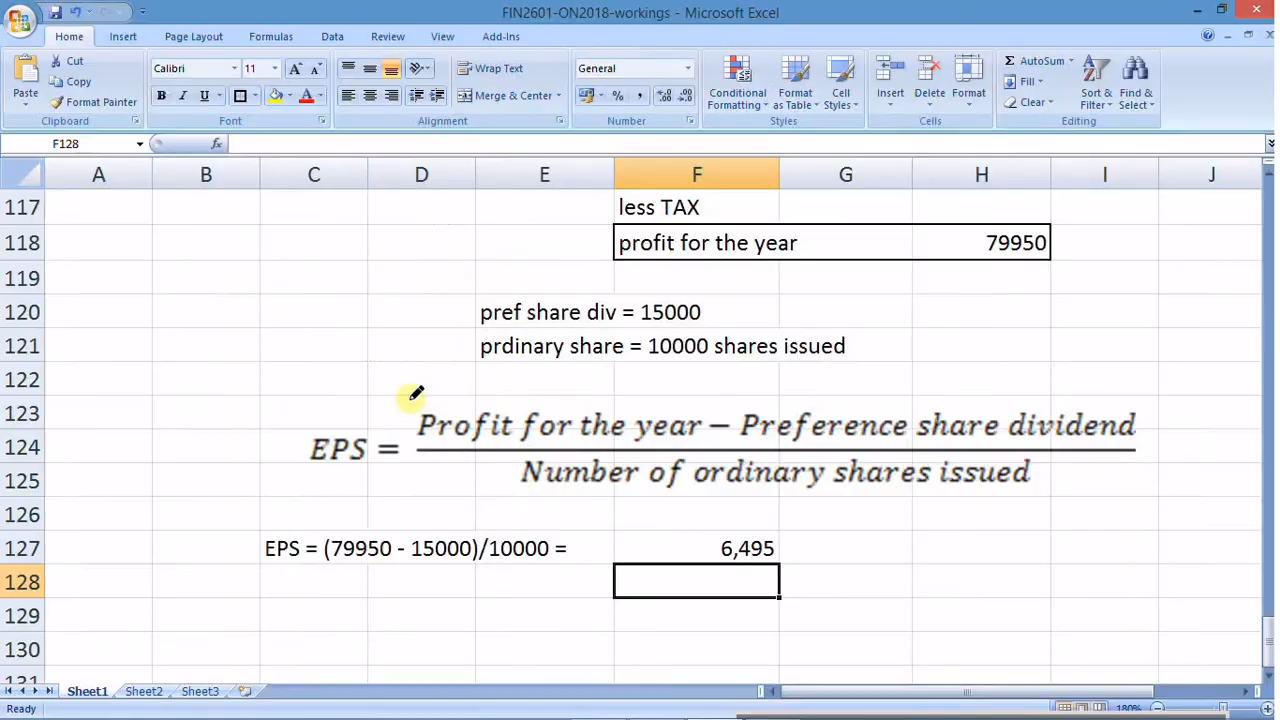 FIN2601-ON2018-workings - Microsoft Excel
Home Insert Page Layout Formulas Data Review View Add-Ins
Paste
Cut
Copy
Format Painter
Clipboard
Calibri 11
B I U
Font
Wrap Text
Merge & Center
Alignment
General
% ,
Number
Conditional Formatting
Format as Table
Cell Styles
Styles
Insert Delete Format
Cells
Σ AutoSum
Fill
Clear
Sort & Filter
Find & Select
Editing
F128 fx
A B C D E F G H I J
117 less TAX
118 profit for the year 79950
119
120 pref share div = 15000
121 prdinary share = 10000 shares issued
122
123 Profit for the year − Preference share dividend
124 EPS =
125 Number of ordinary shares issued
126
127 EPS = (79950 - 15000)/10000 = 6,495
128
129
130
131
Sheet1 Sheet2 Sheet3
Ready 180%